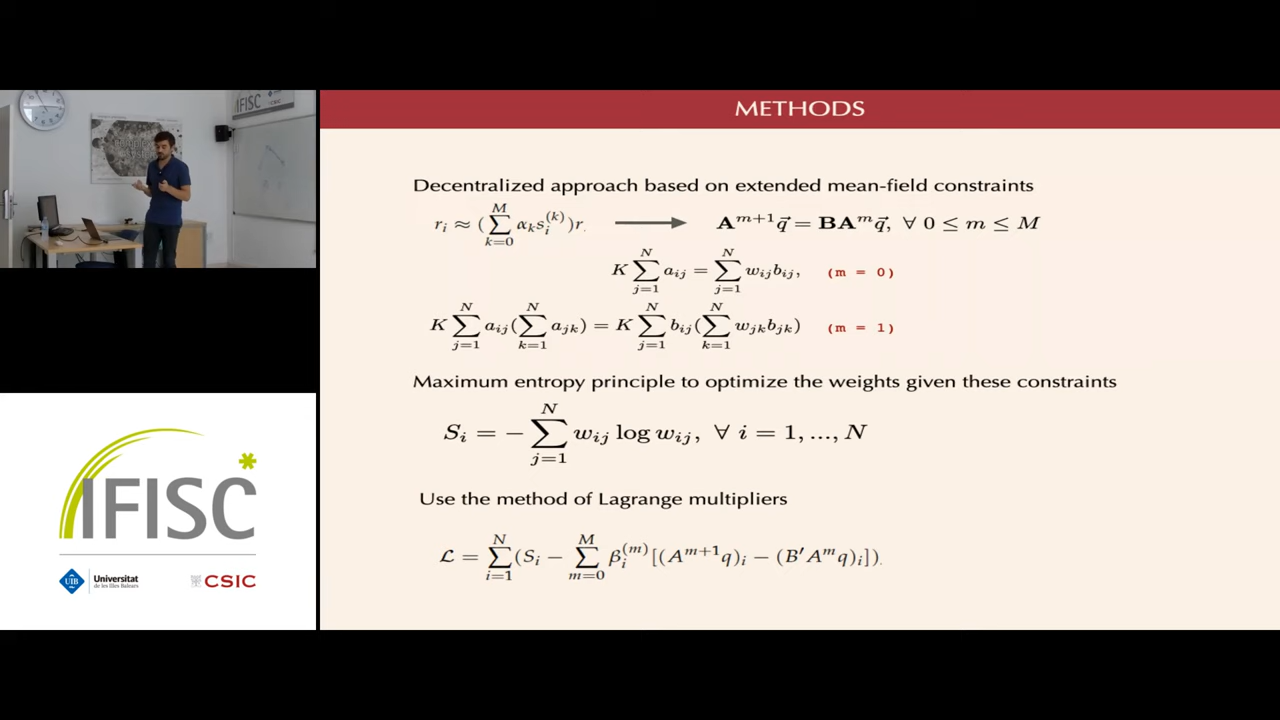 METHODS
Decentralized approach based on extended mean-field constraints
r_i ≈ (∑_{k=0}^{M} α_k s_i^{(k)})r. ⟶ A^{m+1}q⃗ = BA^m q⃗, ∀ 0 ≤ m ≤ M
K ∑_{j=1}^{N} a_{ij} = ∑_{j=1}^{N} w_{ij}b_{ij}, (m = 0)
K ∑_{j=1}^{N} a_{ij}(∑_{k=1}^{N} a_{jk}) = K ∑_{j=1}^{N} b_{ij}(∑_{k=1}^{N} w_{jk}b_{jk}) (m = 1)
Maximum entropy principle to optimize the weights given these constraints
S_i = − ∑_{j=1}^{N} w_{ij} log w_{ij}, ∀ i = 1, ..., N
Use the method of Lagrange multipliers
ℒ = ∑_{i=1}^{N}(S_i − ∑_{m=0}^{M} β_i^{(m)}[(A^{m+1}q)_i − (B′A^m q)_i]).
IFISC
IFISC
UIB
Universitat
de les Illes Balears
CSIC